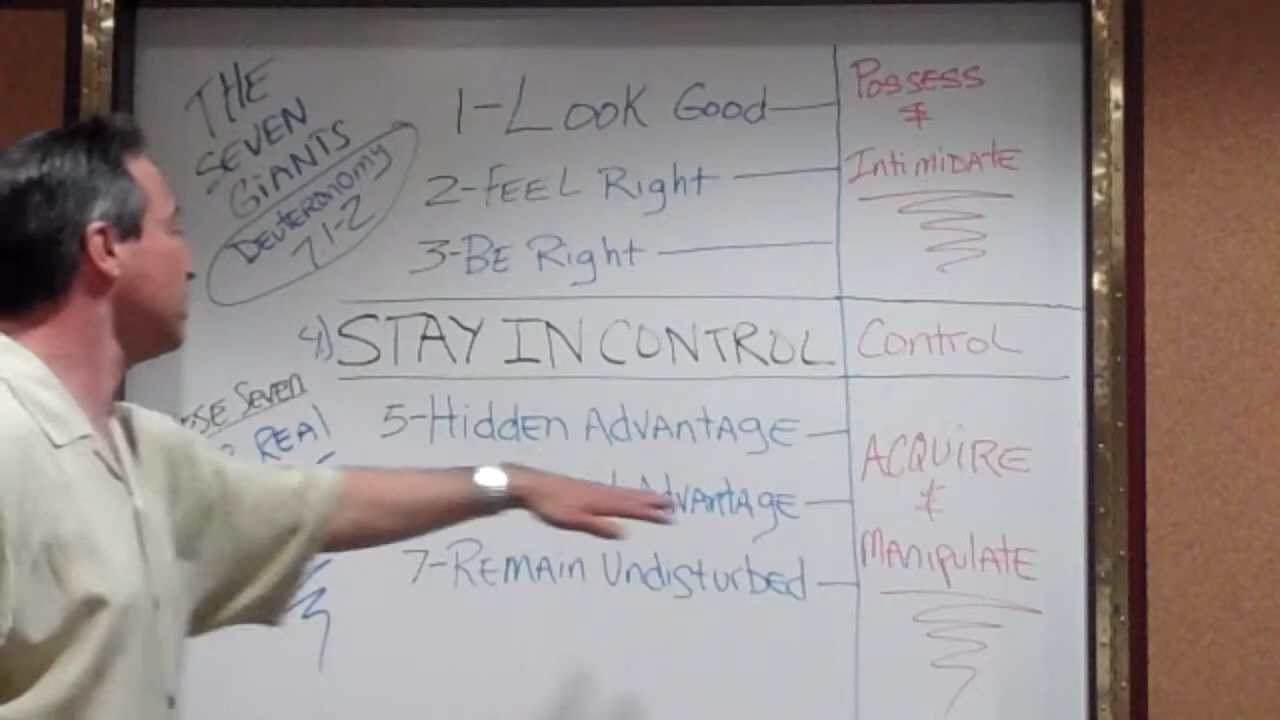 THE
SEVEN
GIANTS
DEUTERONOMY
7.1-2
1-Look Good
2-FEEL Right
3-BE Right
4) STAY IN CONTROL
5-Hidden ADVANTAGE
AdvANtAgE
7-REMAIN UndisturbED
PossEss
&
IntimiDAtE
Control
ACQUIRE
&
MANipulAtE
SEVEN
REAl